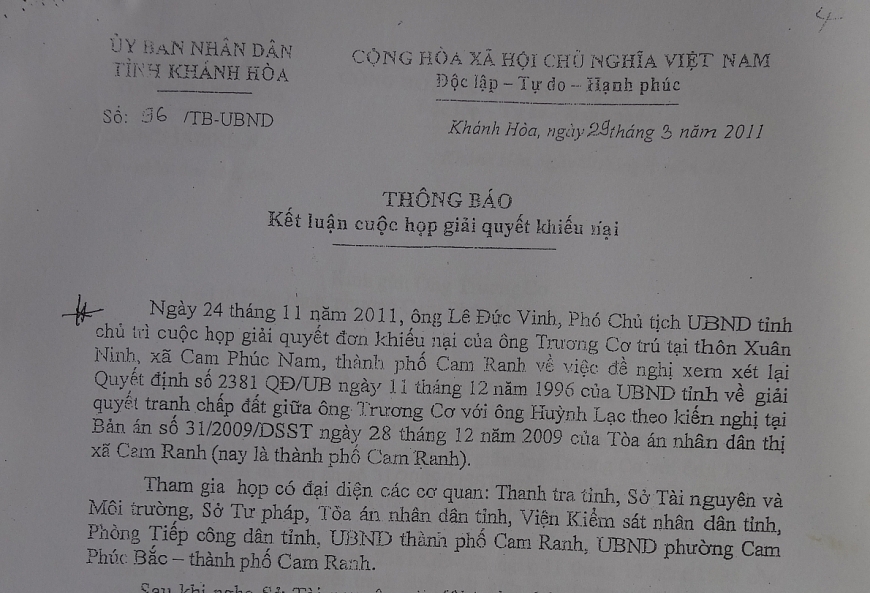 ỦY BAN NHÂN DÂN
TỈNH KHÁNH HÒA
CỘNG HÒA XÃ HỘI CHỦ NGHĨA VIỆT NAM
Độc lập – Tự do – Hạnh phúc
Số: 96 /TB-UBND
Khánh Hòa, ngày 29 tháng 3 năm 2011
THÔNG BÁO
Kết luận cuộc họp giải quyết khiếu nại
Ngày 24 tháng 11 năm 2011, ông Lê Đức Vinh, Phó Chủ tịch UBND tỉnh
chủ trì cuộc họp giải quyết đơn khiếu nại của ông Trương Cơ trú tại thôn Xuân
Ninh, xã Cam Phúc Nam, thành phố Cam Ranh về việc đề nghị xem xét lại
Quyết định số 2381 QĐ/UB ngày 11 tháng 12 năm 1996 của UBND tỉnh về giải
quyết tranh chấp đất giữa ông Trương Cơ với ông Huỳnh Lạc theo kiến nghị tại
Bản án số 31/2009/DSST ngày 28 tháng 12 năm 2009 của Tòa án nhân dân thị
xã Cam Ranh (nay là thành phố Cam Ranh).
Tham gia họp có đại diện các cơ quan: Thanh tra tỉnh, Sở Tài nguyên và
Môi trường, Sở Tư pháp, Tòa án nhân dân tỉnh, Viện Kiểm sát nhân dân tỉnh,
Phòng Tiếp công dân tỉnh, UBND thành phố Cam Ranh, UBND phường Cam
Phúc Bắc – thành phố Cam Ranh.
Sau khi nghe Sở Tài